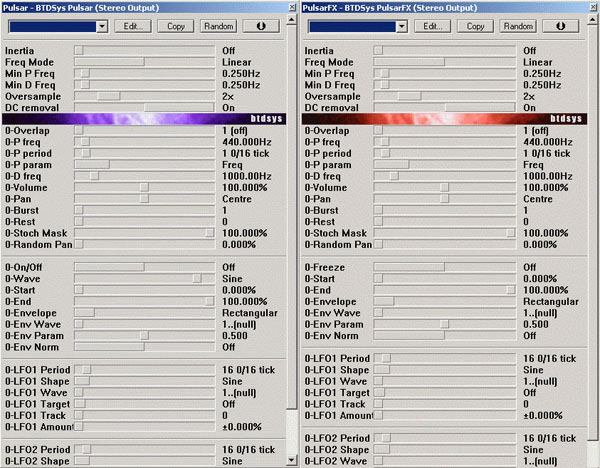 Pulsar - BTDSys Pulsar (Stereo Output)
Edit... Copy Random
Inertia Off
Freq Mode Linear
Min P Freq 0.250Hz
Min D Freq 0.250Hz
Oversample 2x
DC removal On
btdsys
0-Overlap 1 (off)
0-P freq 440.000Hz
0-P period 1 0/16 tick
0-P param Freq
0-D freq 1000.00Hz
0-Volume 100.000%
0-Pan Centre
0-Burst 1
0-Rest 0
0-Stoch Mask 100.000%
0-Random Pan 0.000%
0-On/Off Off
0-Wave Sine
0-Start 0.000%
0-End 100.000%
0-Envelope Rectangular
0-Env Wave 1..(null)
0-Env Param 0.500
0-Env Norm Off
0-LFO1 Period 16 0/16 tick
0-LFO1 Shape Sine
0-LFO1 Wave 1..(null)
0-LFO1 Target Off
0-LFO1 Track 0
0-LFO1 Amount ±0.000%
0-LFO2 Period 16 0/16 tick
0-LFO2 Shape Sine
PulsarFX - BTDSys PulsarFX (Stereo Output)
Edit... Copy Random
Inertia Off
Freq Mode Linear
Min P Freq 0.250Hz
Min D Freq 0.250Hz
Oversample 2x
DC removal On
btdsys
0-Overlap 1 (off)
0-P freq 440.000Hz
0-P period 1 0/16 tick
0-P param Freq
0-D freq 1000.00Hz
0-Volume 100.000%
0-Pan Centre
0-Burst 1
0-Rest 0
0-Stoch Mask 100.000%
0-Random Pan 0.000%
0-Freeze Off
0-Start 0.000%
0-End 100.000%
0-Envelope Rectangular
0-Env Wave 1..(null)
0-Env Param 0.500
0-Env Norm Off
0-LFO1 Period 16 0/16 tick
0-LFO1 Shape Sine
0-LFO1 Wave 1..(null)
0-LFO1 Target Off
0-LFO1 Track 0
0-LFO1 Amount ±0.000%
0-LFO2 Period 16 0/16 tick
0-LFO2 Shape Sine
0-LFO2 Wave 1..(null)